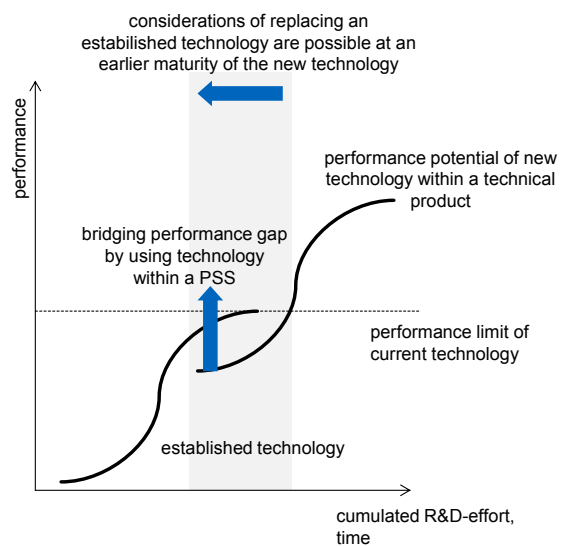 considerations of replacing an
estabilished technology are possible at an
earlier maturity of the new technology
performance
performance potential of new
technology within a technical
product
bridging performance gap
by using technology
within a PSS
performance limit of
current technology
established technology
cumulated R&D-effort,
time